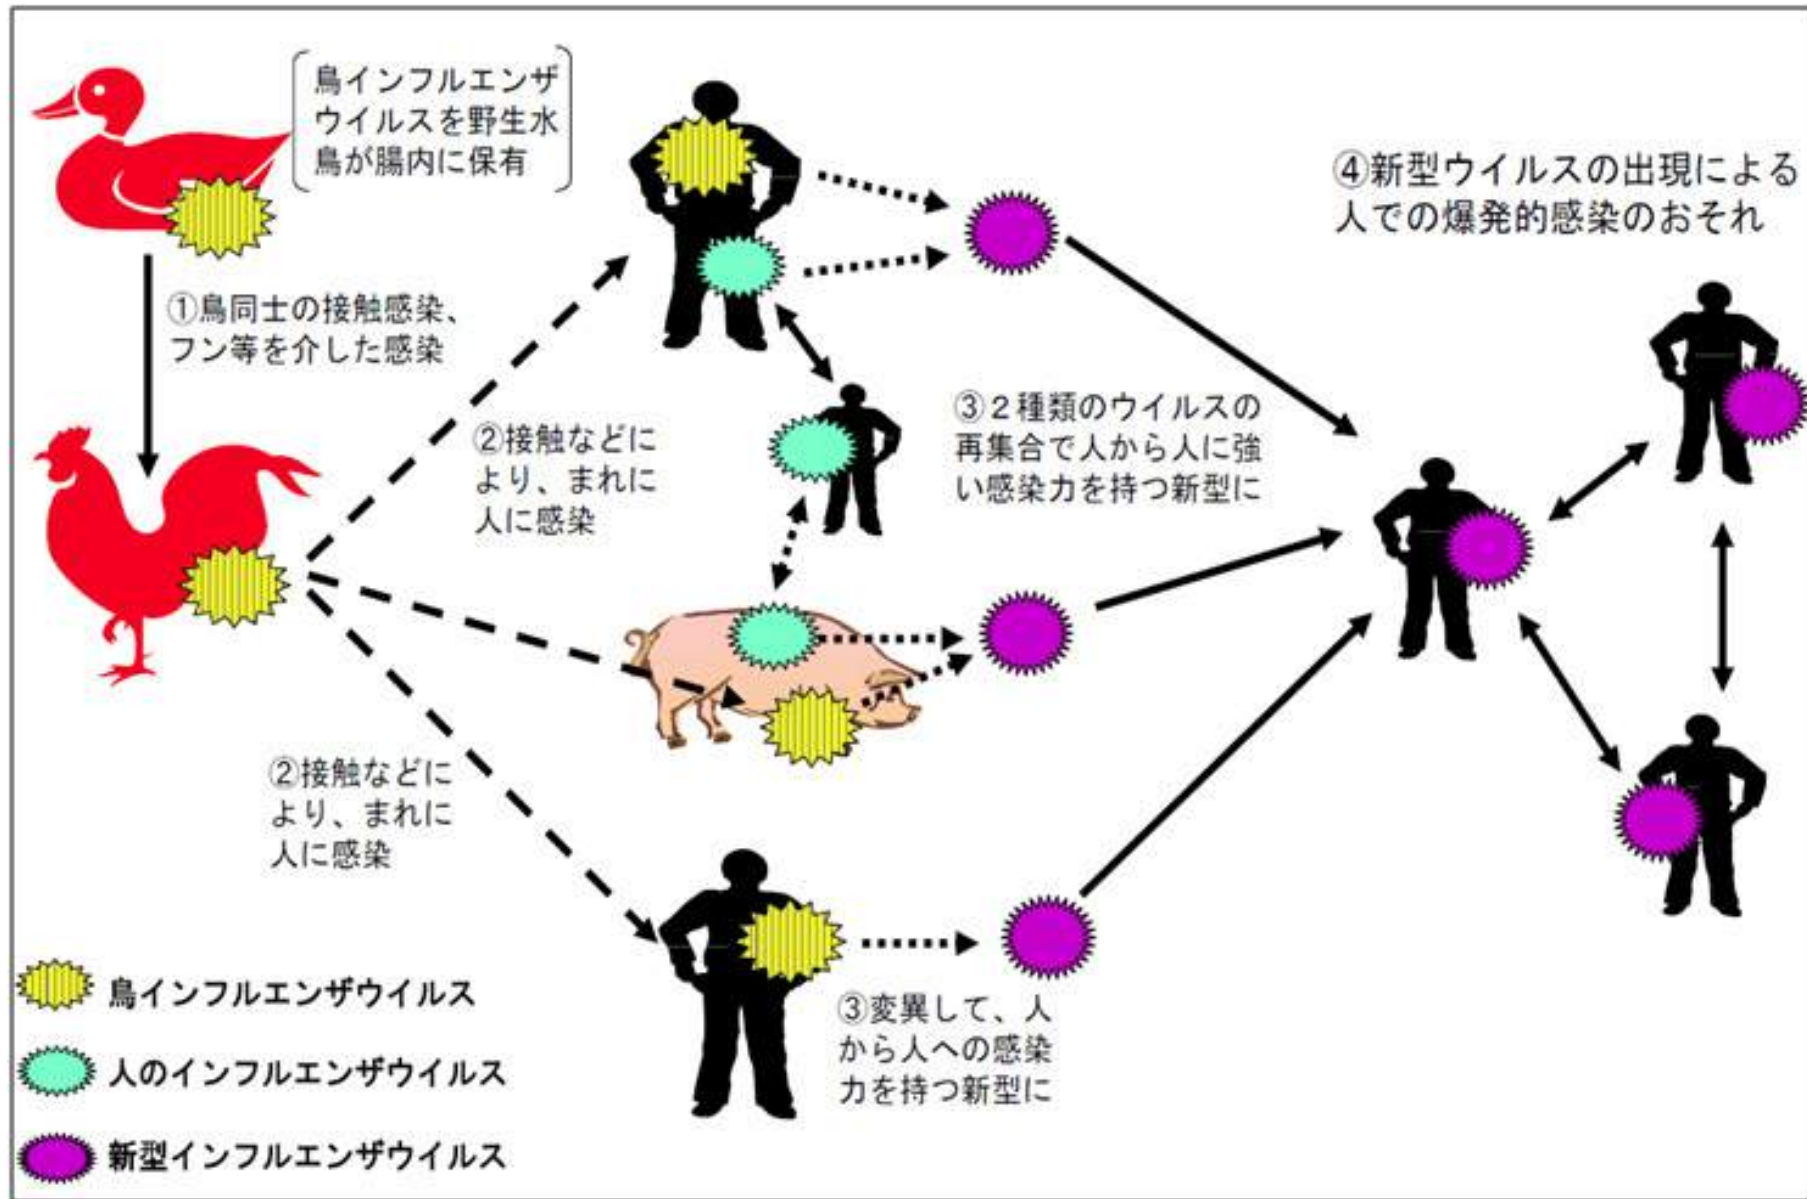 鳥インフルエンザ
ウイルスを野生水
鳥が腸内に保有
①鳥同士の接触感染、
フン等を介した感染
②接触などに
より、まれに
人に感染
③２種類のウイルスの
再集合で人から人に強
い感染力を持つ新型に
④新型ウイルスの出現による
人での爆発的感染のおそれ
②接触などに
より、まれに
人に感染
③変異して、人
から人への感染
力を持つ新型に
鳥インフルエンザウイルス
人のインフルエンザウイルス
新型インフルエンザウイルス